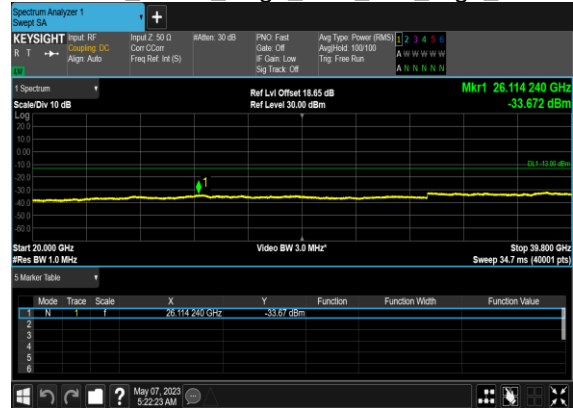 Spectrum Analyzer 1
Swept SA
+
KEYSIGHT Input: RF Input Z: 50 Ω #Atten: 30 dB PNO: Fast Avg Type: Power (RMS) 1 2 3 4 5 6
R T Coupling: DC Corr CCorr Gate: Off Avg|Hold: 100/100 A W W W W W
Align: Auto Freq Ref: Int (S) IF Gain: Low Trig: Free Run
Sig Track: Off A N N N N N
1 Spectrum Ref Lvl Offset 18.65 dB Mkr1 26.114 240 GHz
Scale/Div 10 dB Ref Level 30.00 dBm -33.672 dBm
Log
20.0
10.0
0.00
-10.0
DL1 -13.00 dBm
-20.0
1
-30.0
-40.0
-50.0
-60.0
Start 20.000 GHz Video BW 3.0 MHz* Stop 39.800 GHz
#Res BW 1.0 MHz Sweep 34.7 ms (40001 pts)
5 Marker Table
Mode Trace Scale X Y Function Function Width Function Value
1 N 1 f 26.114 240 GHz -33.67 dBm
2
3
4
5
6
? May 07, 2023
5:22:23 AM